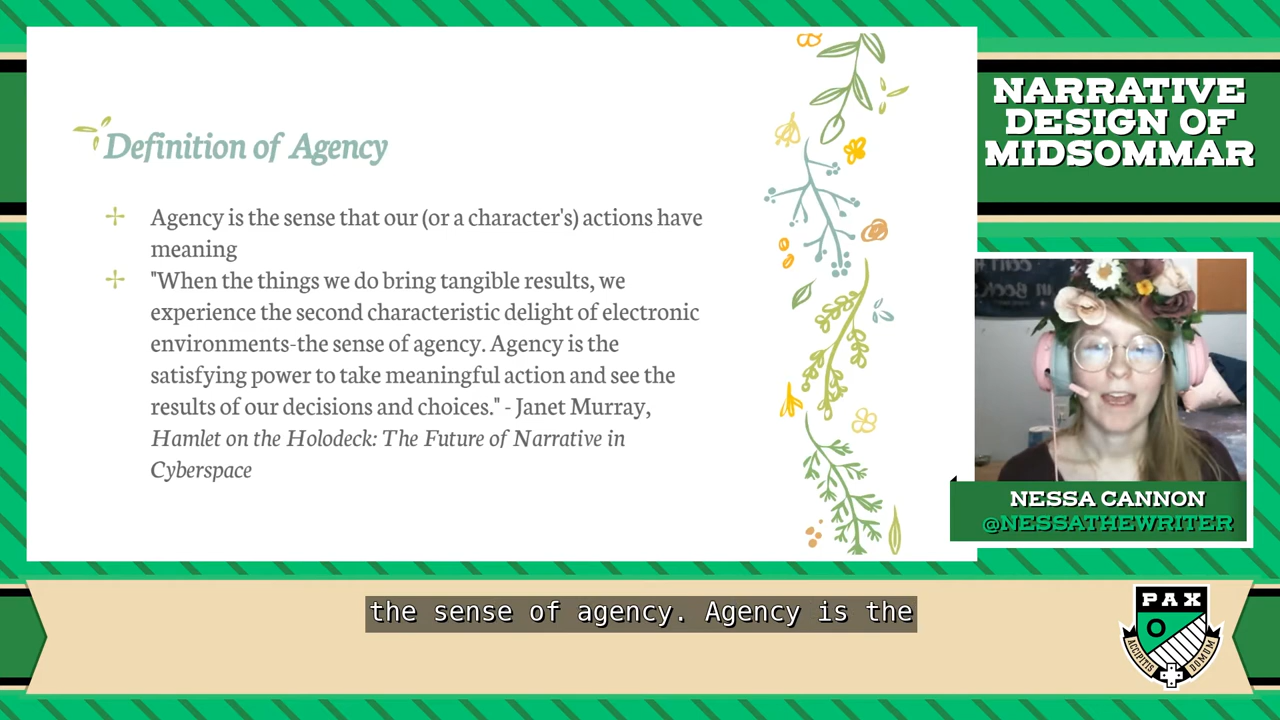 Definition of Agency
Agency is the sense that our (or a character's) actions have
meaning
"When the things we do bring tangible results, we
experience the second characteristic delight of electronic
environments-the sense of agency. Agency is the
satisfying power to take meaningful action and see the
results of our decisions and choices." - Janet Murray,
Hamlet on the Holodeck: The Future of Narrative in
Cyberspace
NARRATIVE
DESIGN OF
MIDSOMMAR
NESSA CANNON
@NESSATHEWRITER
the sense of agency. Agency is the
PAX
O
ACCIPITIS
DOMUM